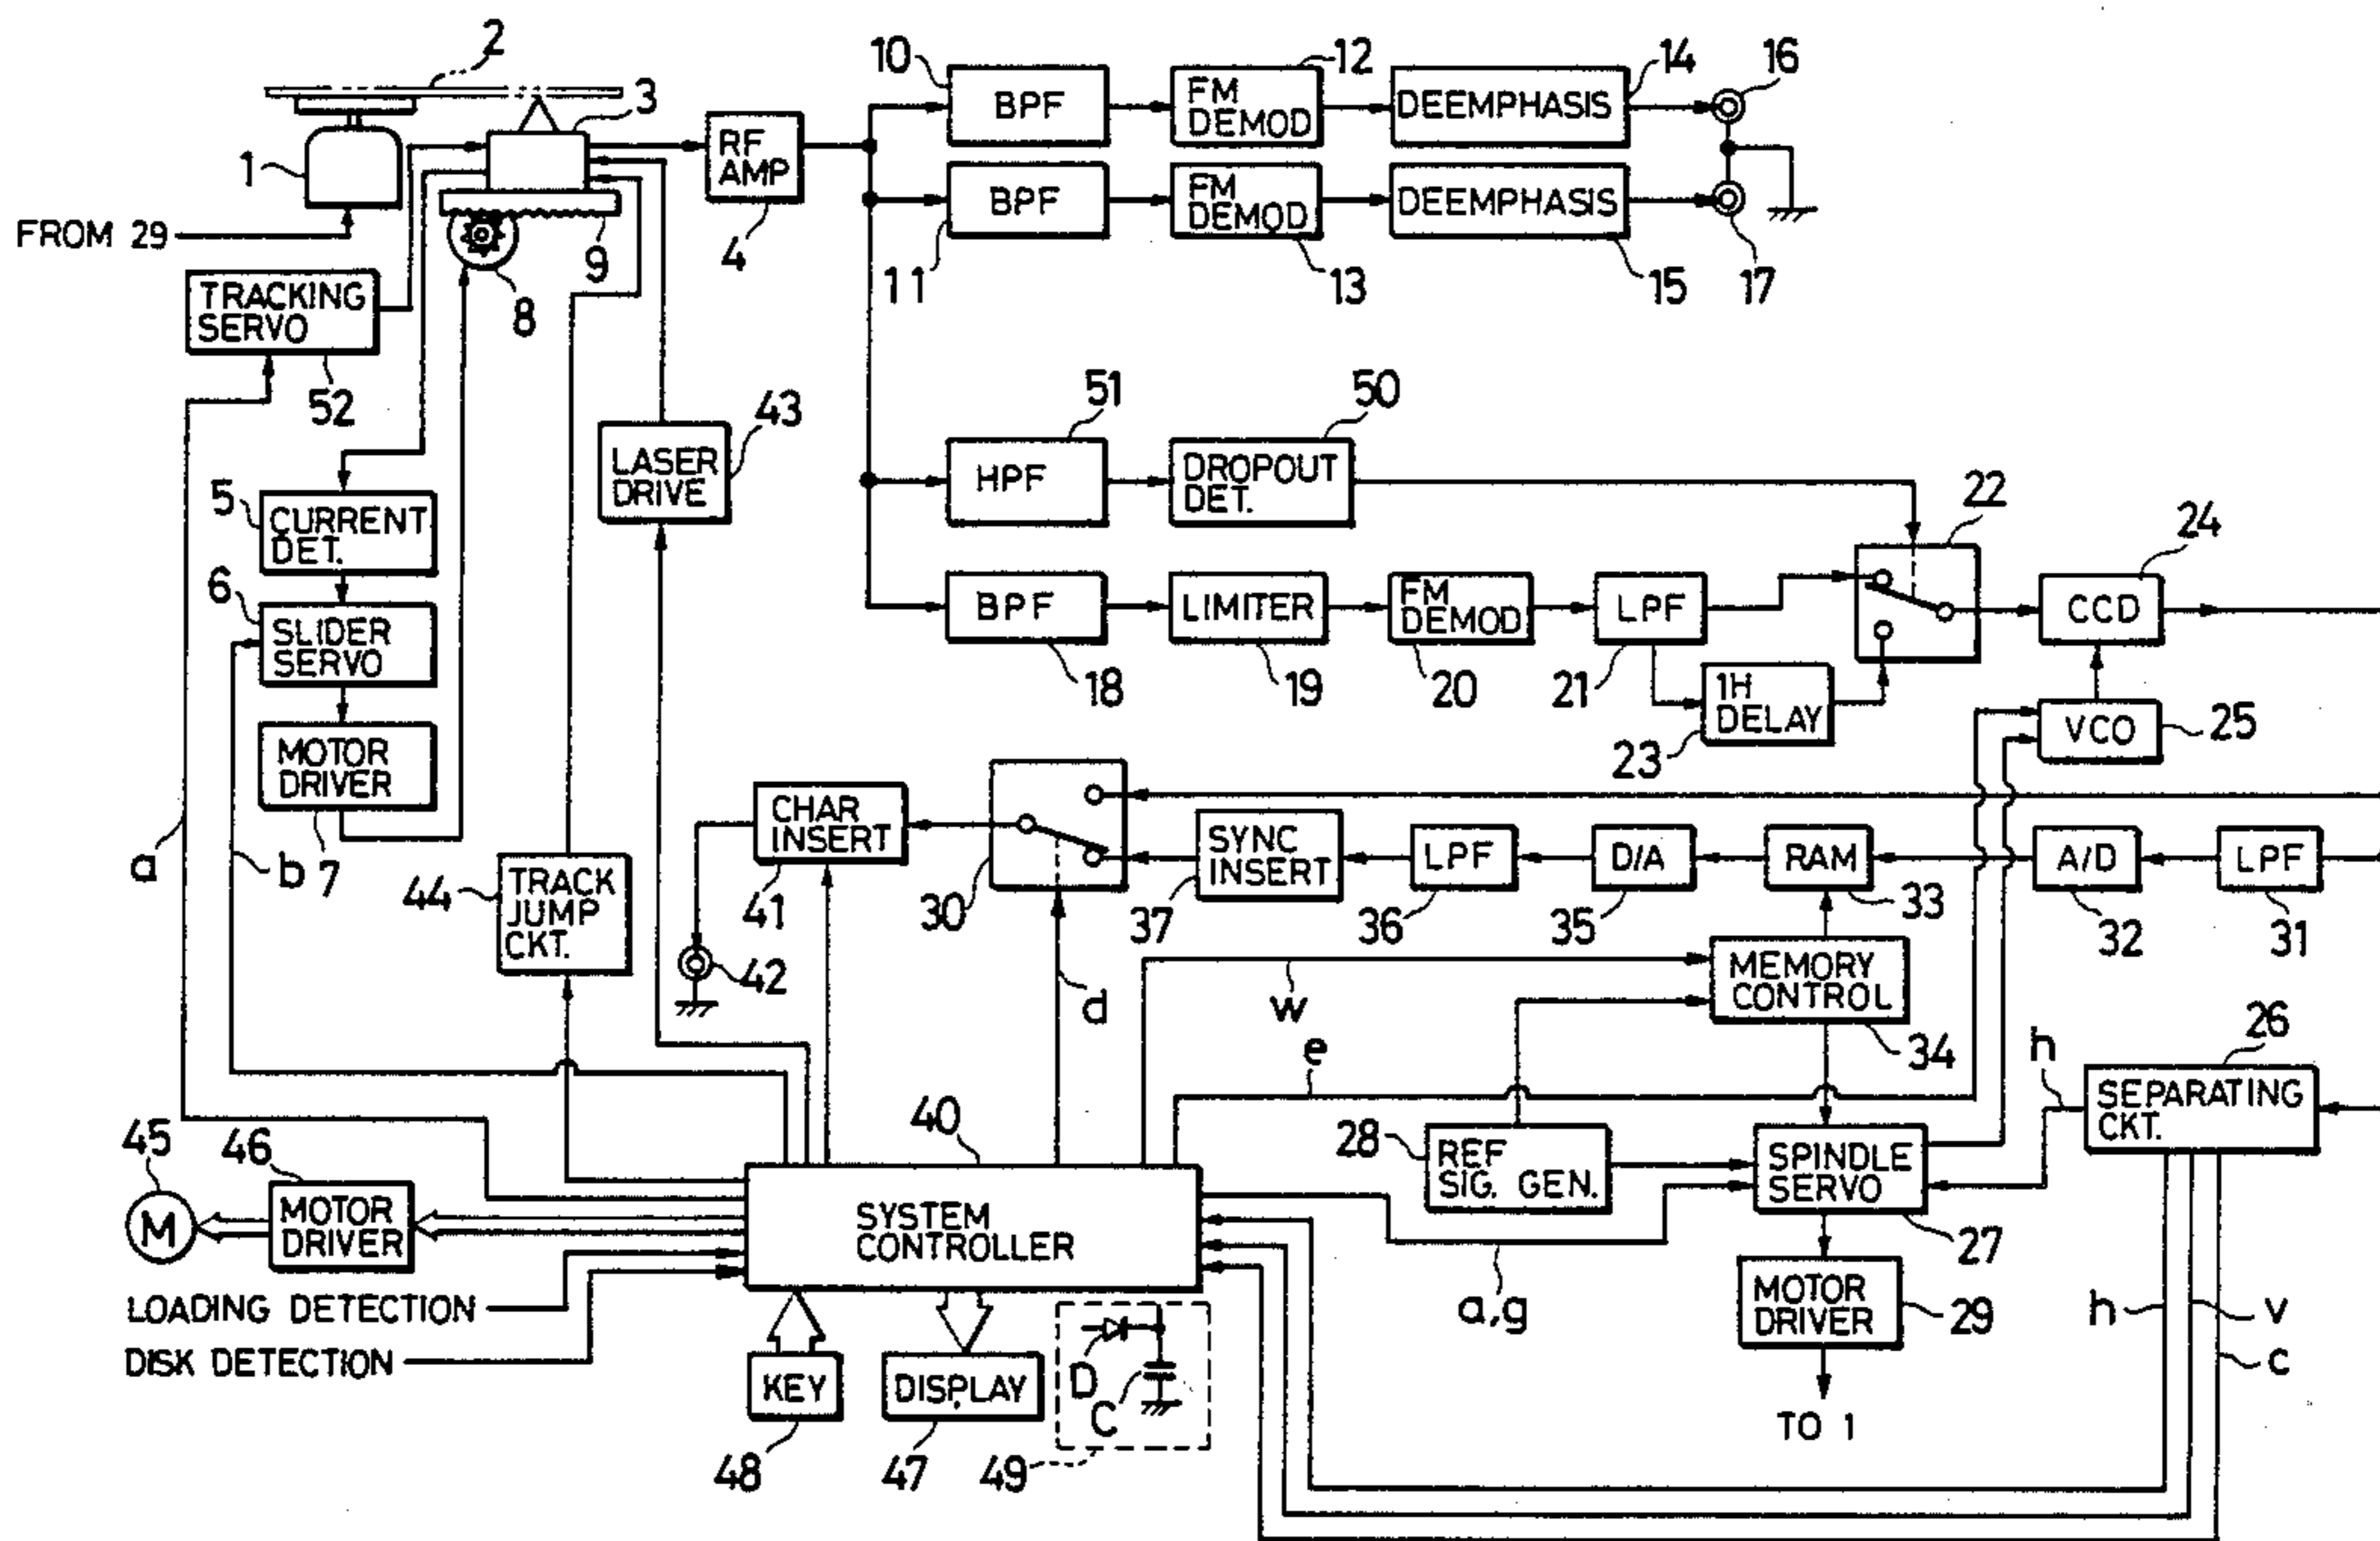 2
3
1
FROM 29
8
9
RF
AMP
4
10
BPF
12
FM
DEMOD
DEEMPHASIS
14
16
11
BPF
FM
DEMOD
13
DEEMPHASIS
15
17
TRACKING
SERVO
52
43
LASER
DRIVE
51
HPF
50
DROPOUT
DET.
22
24
5
CURRENT
DET.
6
SLIDER
SERVO
MOTOR
DRIVER
7
a
b
BPF
18
LIMITER
19
FM
DEMOD
20
LPF
21
1H
DELAY
23
CCD
VCO
25
44
TRACK
JUMP
CKT.
CHAR
INSERT
41
42
30
d
SYNC
INSERT
37
LPF
36
D/A
35
RAM
33
A/D
32
LPF
31
w
e
MEMORY
CONTROL
34
h
26
SEPARATING
CKT.
45
M
46
MOTOR
DRIVER
40
SYSTEM
CONTROLLER
28
REF
SIG. GEN.
SPINDLE
SERVO
27
a,g
MOTOR
DRIVER
29
h
v
c
TO 1
LOADING DETECTION
DISK DETECTION
KEY
48
DISPLAY
47
D
C
49